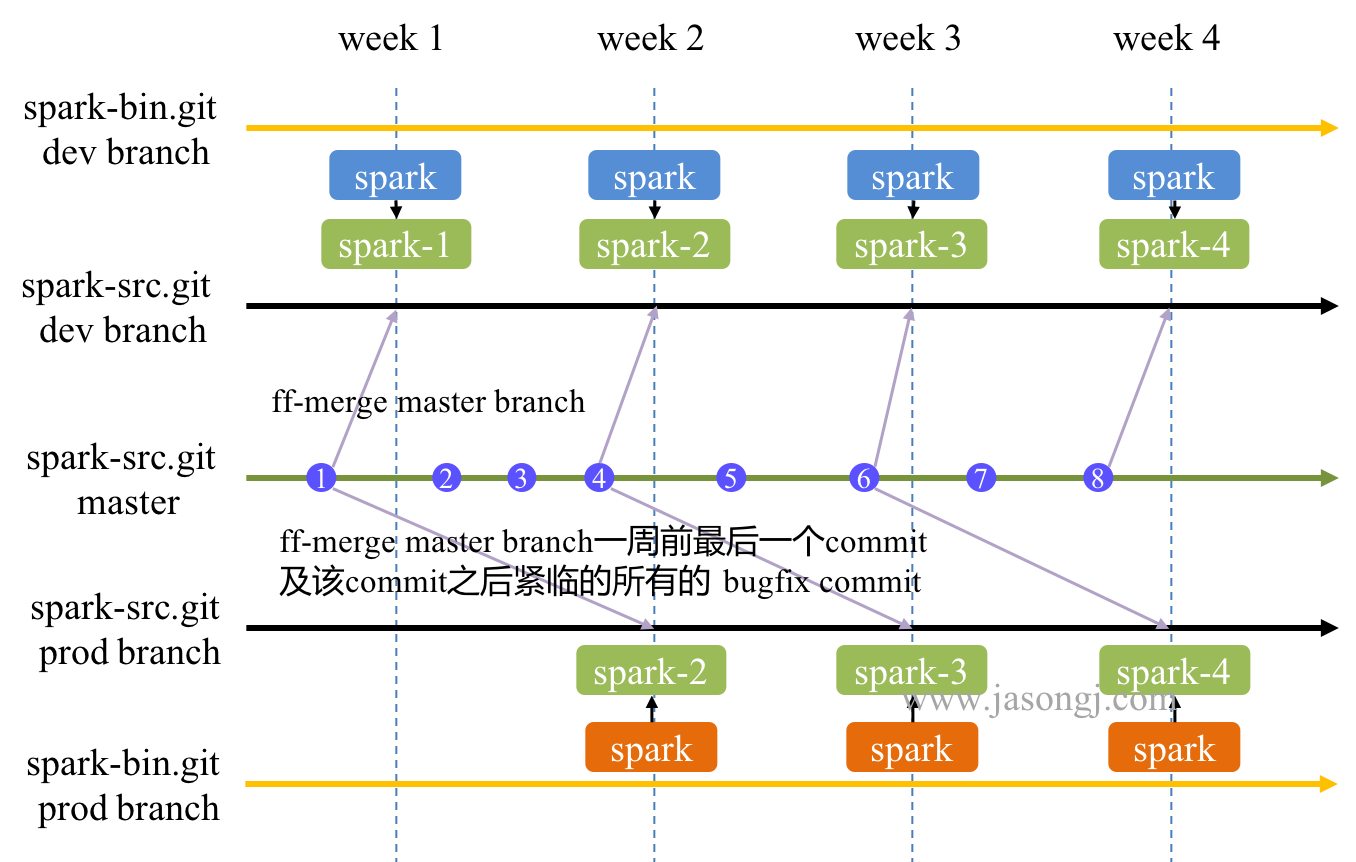 week 1
week 2
week 3
week 4
spark-bin.git
dev branch
spark
spark
spark
spark
spark-1
spark-2
spark-3
spark-4
spark-src.git
dev branch
ff-merge master branch
spark-src.git
master
1
2
3
4
5
6
7
8
ff-merge master branch一周前最后一个commit
及该commit之后紧临的所有的 bugfix commit
spark-src.git
prod branch
spark-2
spark-3
spark-4
www.jasongj.com
spark
spark
spark
spark-bin.git
prod branch